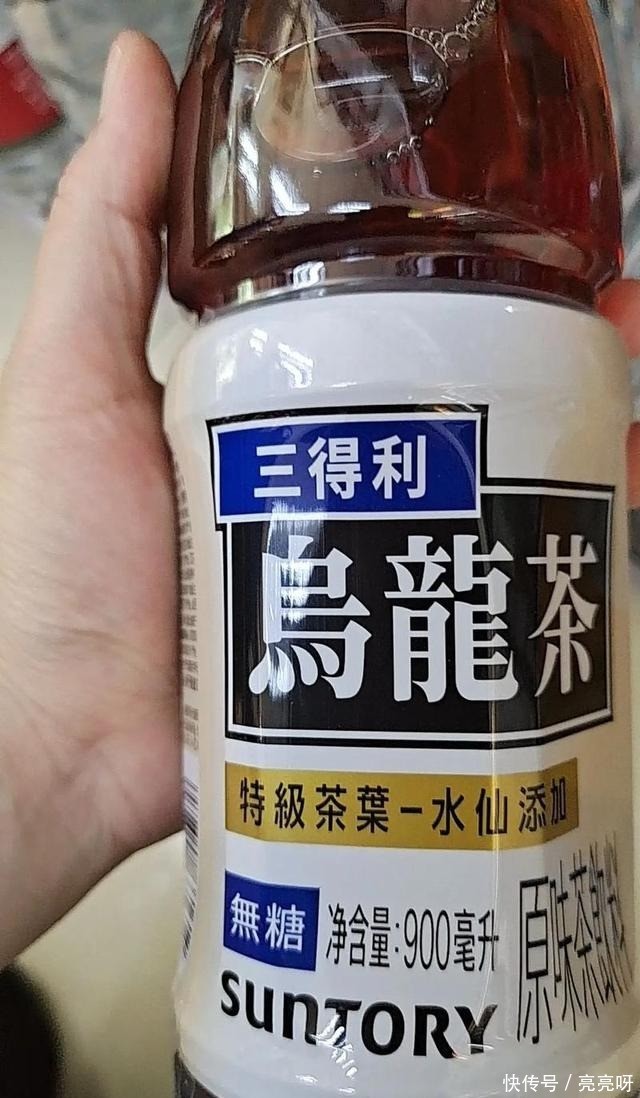 三得利
烏龍茶
特級茶葉-水仙添加
無糖
净含量:900毫升
原味茶飲料
SUNTORY
快传号 / 亮亮呀